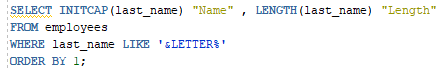 SELECT INITCAP(last_name) "Name" , LENGTH(last_name) "Length"
FROM employees
WHERE last_name LIKE '&LETTER%'
ORDER BY 1;